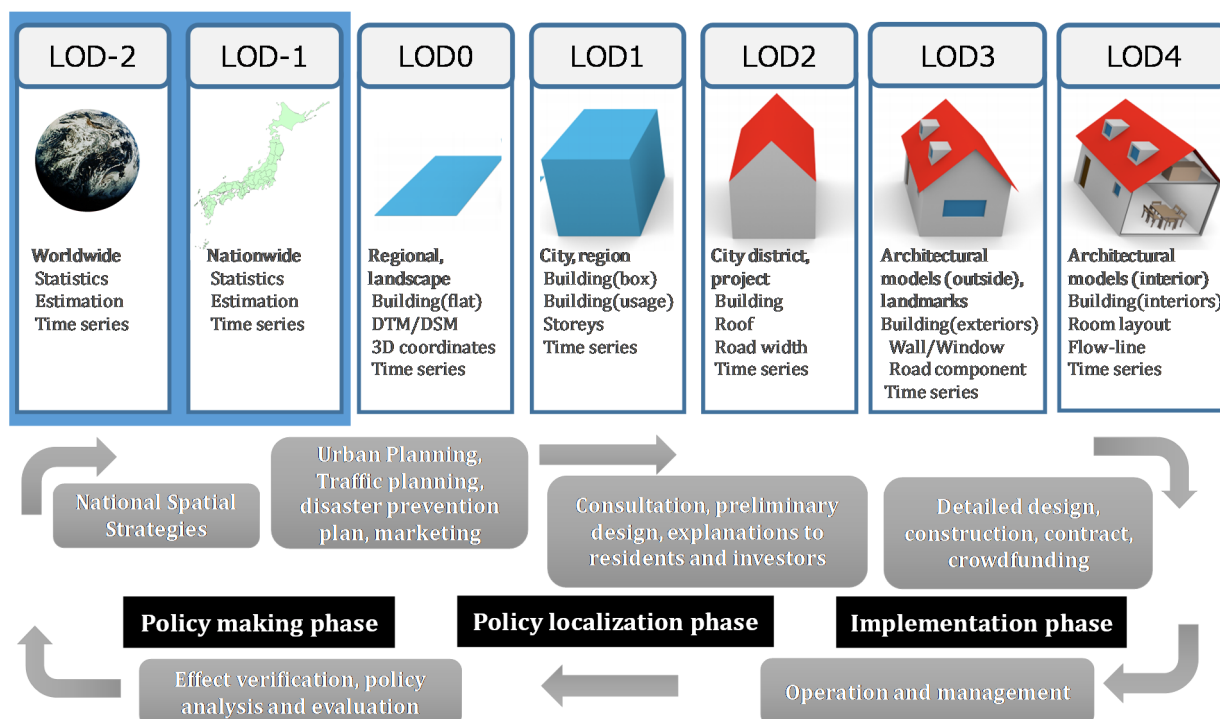 LOD-2
LOD-1
LOD0
LOD1
LOD2
LOD3
LOD4
Worldwide
Statistics
Estimation
Time series
Nationwide
Statistics
Estimation
Time series
Regional,
landscape
Building(flat)
DTM/DSM
3D coordinates
Time series
City, region
Building(box)
Building(usage)
Storeys
Time series
City district,
project
Building
Roof
Road width
Time series
Architectural
models (outside),
landmarks
Building(exteriors)
Wall/Window
Road component
Time series
Architectural
models (interior)
Building(interiors)
Room layout
Flow-line
Time series
National Spatial
Strategies
Urban Planning,
Traffic planning,
disaster prevention
plan, marketing
Consultation, preliminary
design, explanations to
residents and investors
Detailed design,
construction, contract,
crowdfunding
Policy making phase
Policy localization phase
Implementation phase
Effect verification, policy
analysis and evaluation
Operation and management